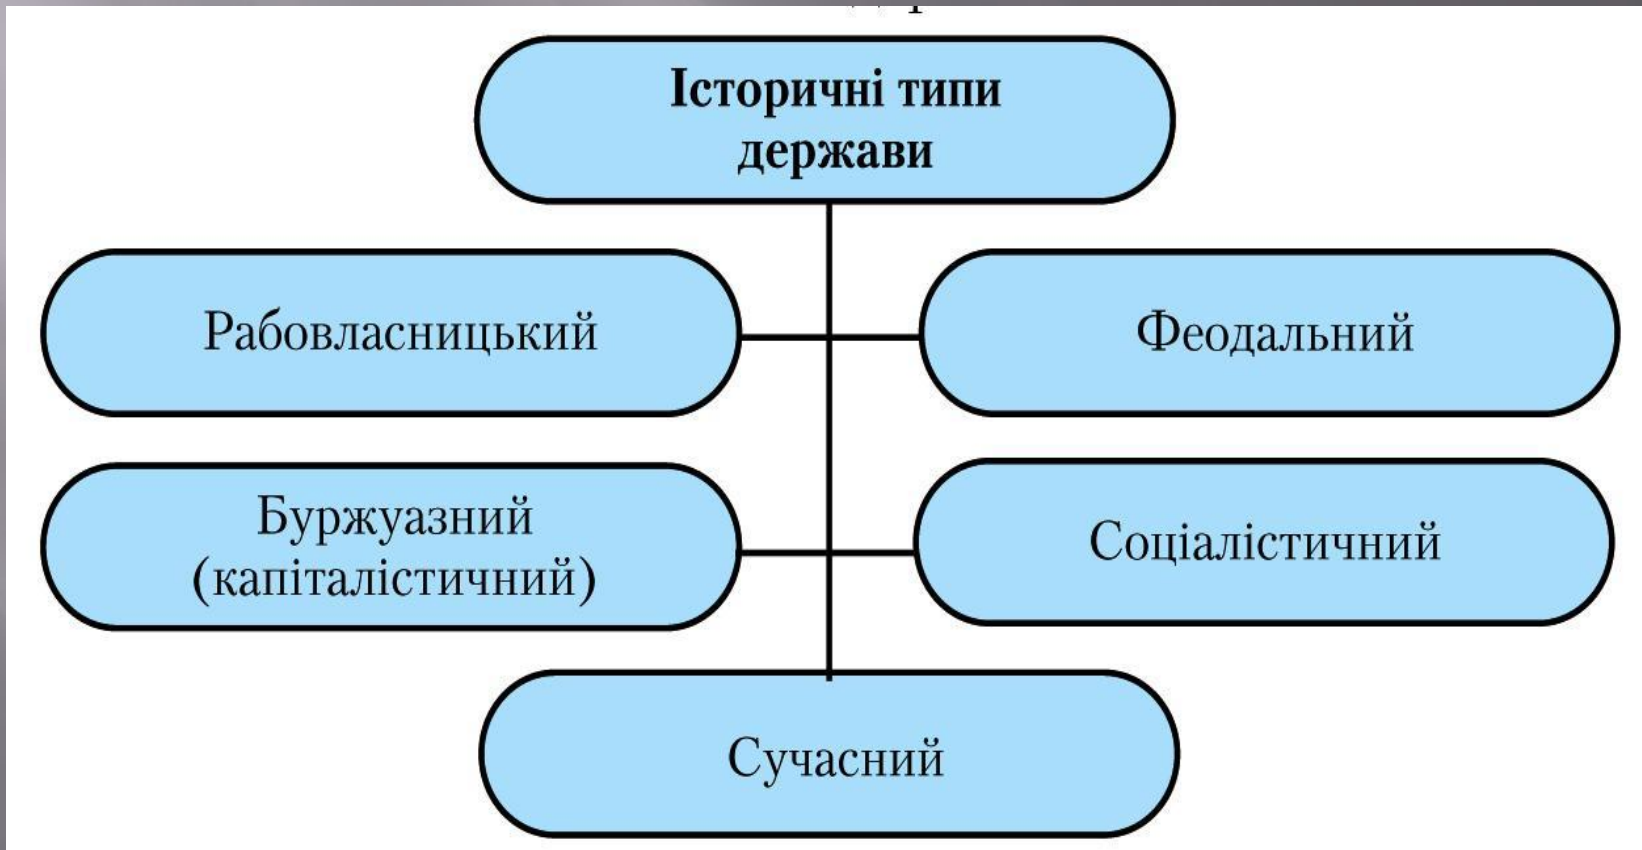 Історичні типи
держави
Рабовласницький
Феодальний
Буржуазний
(капіталістичний)
Соціалістичний
Сучасний